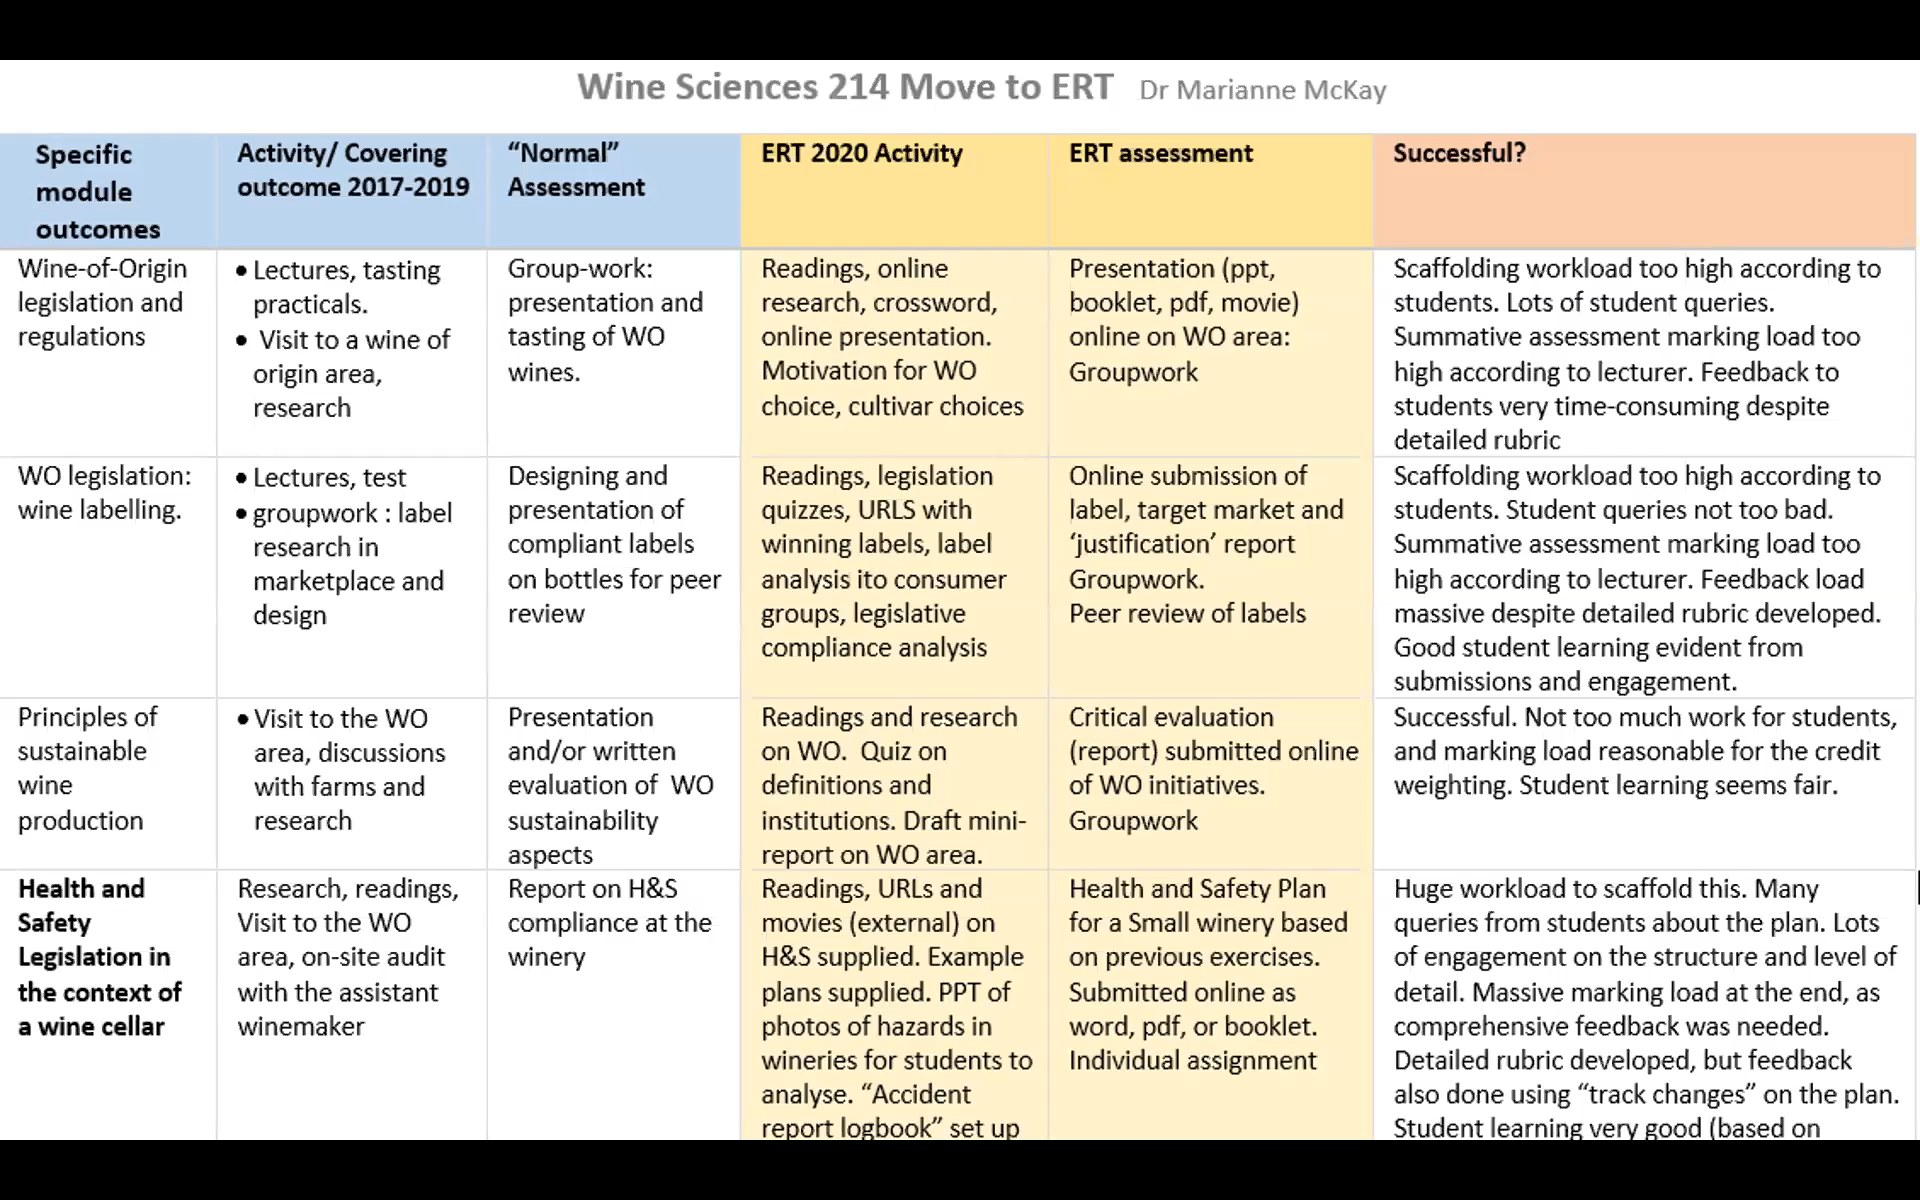 Wine Sciences 214 Move to ERT Dr Marianne McKay
Specific
module
outcomes
Activity/ Covering
outcome 2017-2019
“Normal”
Assessment
ERT 2020 Activity
ERT assessment
Successful?
Wine-of-Origin
legislation and
regulations
• Lectures, tasting
practicals.
• Visit to a wine of
origin area,
research
Group-work:
presentation and
tasting of WO
wines.
Readings, online
research, crossword,
online presentation.
Motivation for WO
choice, cultivar choices
Presentation (ppt,
booklet, pdf, movie)
online on WO area:
Groupwork
Scaffolding workload too high according to
students. Lots of student queries.
Summative assessment marking load too
high according to lecturer. Feedback to
students very time-consuming despite
detailed rubric
WO legislation:
wine labelling.
• Lectures, test
• groupwork : label
research in
marketplace and
design
Designing and
presentation of
compliant labels
on bottles for peer
review
Readings, legislation
quizzes, URLS with
winning labels, label
analysis ito consumer
groups, legislative
compliance analysis
Online submission of
label, target market and
‘justification’ report
Groupwork.
Peer review of labels
Scaffolding workload too high according to
students. Student queries not too bad.
Summative assessment marking load too
high according to lecturer. Feedback load
massive despite detailed rubric developed.
Good student learning evident from
submissions and engagement.
Principles of
sustainable
wine
production
• Visit to the WO
area, discussions
with farms and
research
Presentation
and/or written
evaluation of WO
sustainability
aspects
Readings and research
on WO. Quiz on
definitions and
institutions. Draft mini-
report on WO area.
Critical evaluation
(report) submitted online
of WO initiatives.
Groupwork
Successful. Not too much work for students,
and marking load reasonable for the credit
weighting. Student learning seems fair.
Health and
Safety
Legislation in
the context of
a wine cellar
Research, readings,
Visit to the WO
area, on-site audit
with the assistant
winemaker
Report on H&S
compliance at the
winery
Readings, URLs and
movies (external) on
H&S supplied. Example
plans supplied. PPT of
photos of hazards in
wineries for students to
analyse. “Accident
report logbook” set up
Health and Safety Plan
for a Small winery based
on previous exercises.
Submitted online as
word, pdf, or booklet.
Individual assignment
Huge workload to scaffold this. Many
queries from students about the plan. Lots
of engagement on the structure and level of
detail. Massive marking load at the end, as
comprehensive feedback was needed.
Detailed rubric developed, but feedback
also done using “track changes” on the plan.
Student learning very good (based on